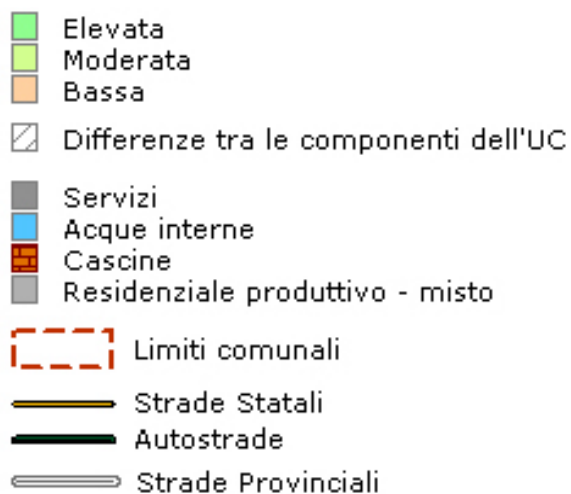 Elevata
Moderata
Bassa
Differenze tra le componenti dell'UC
Servizi
Acque interne
Cascine
Residenziale produttivo - misto
Limiti comunali
Strade Statali
Autostrade
Strade Provinciali